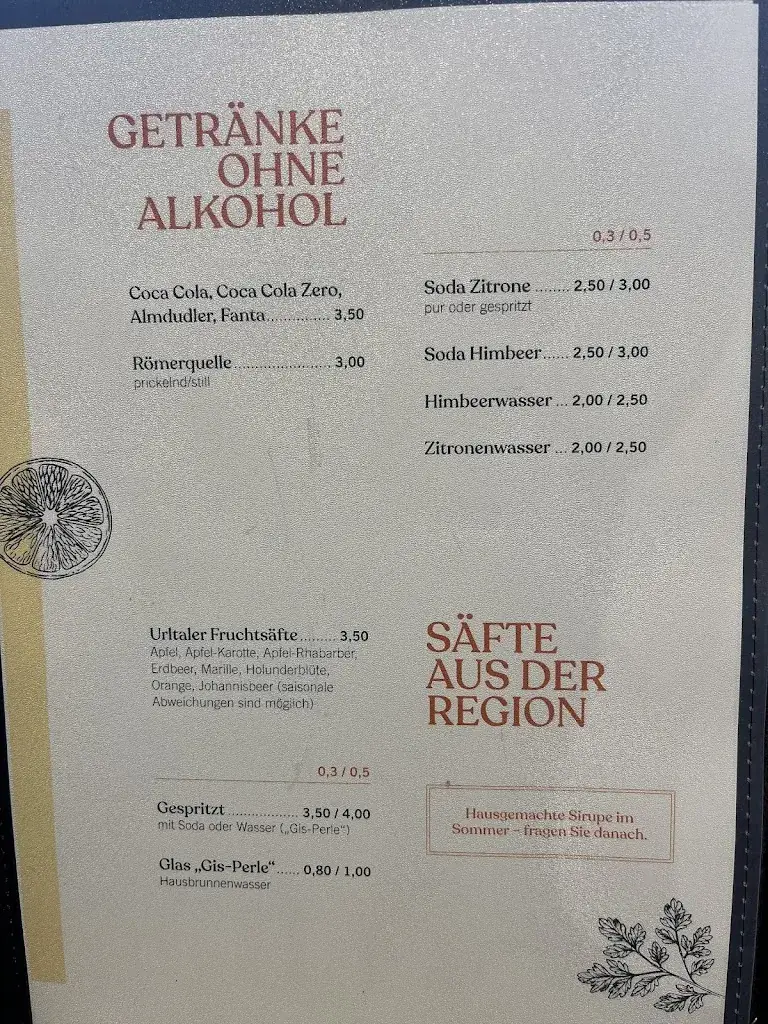 GETRÄNKE
OHNE
ALKOHOL
Coca Cola, Coca Cola Zero,
Almdudler, Fanta.............. 3,50
Römerquelle...................... 3,00
prickelnd/still
0,3 / 0,5
Soda Zitrone ........ 2,50 / 3,00
pur oder gespritzt
Soda Himbeer...... 2,50 / 3,00
Himbeerwasser ... 2,00 / 2,50
Zitronenwasser ... 2,00 / 2,50
Urltaler Fruchtsäfte......... 3,50
Apfel, Apfel-Karotte, Apfel-Rhabarber,
Erdbeer, Marille, Holunderblüte,
Orange, Johannisbeer (saisonale
Abweichungen sind möglich)
0,3 / 0,5
Gespritzt ................. 3,50 / 4,00
mit Soda oder Wasser („Gis-Perle“)
Glas „Gis-Perle“...... 0,80 / 1,00
Hausbrunnenwasser
SÄFTE
AUS DER
REGION
Hausgemachte Sirupe im
Sommer – fragen Sie danach.